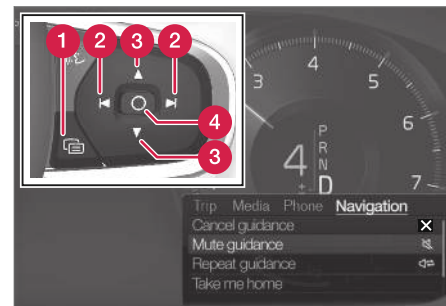 1
2
3
2
4
3
3
4
5
6
7
P
R
N
D
4
+
Trip Media Phone Navigation
Cancel guidance
Mute guidance
Repeat guidance
Take me home